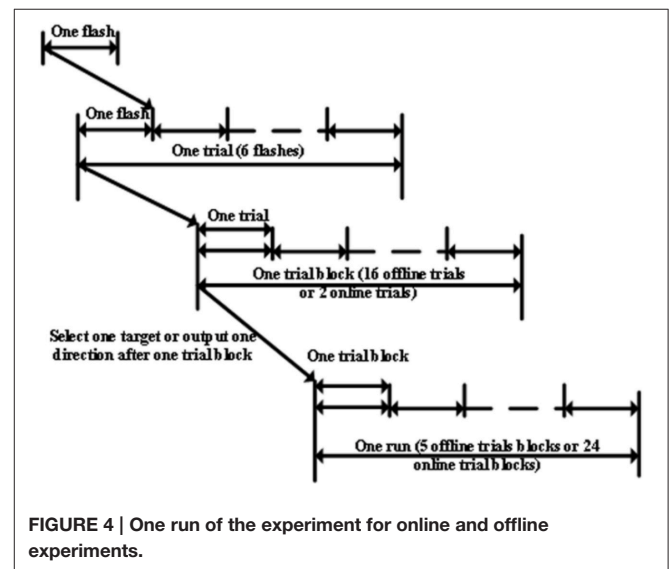 One flash
One flash
One trial (6 flashes)
One trial
One trial block (16 offline trials
or 2 online trials)
Select one target or output one
direction after one trial block
One trial block
One run (5 offline trials blocks or 24
online trial blocks)
FIGURE 4 | One run of the experiment for online and offline
experiments.